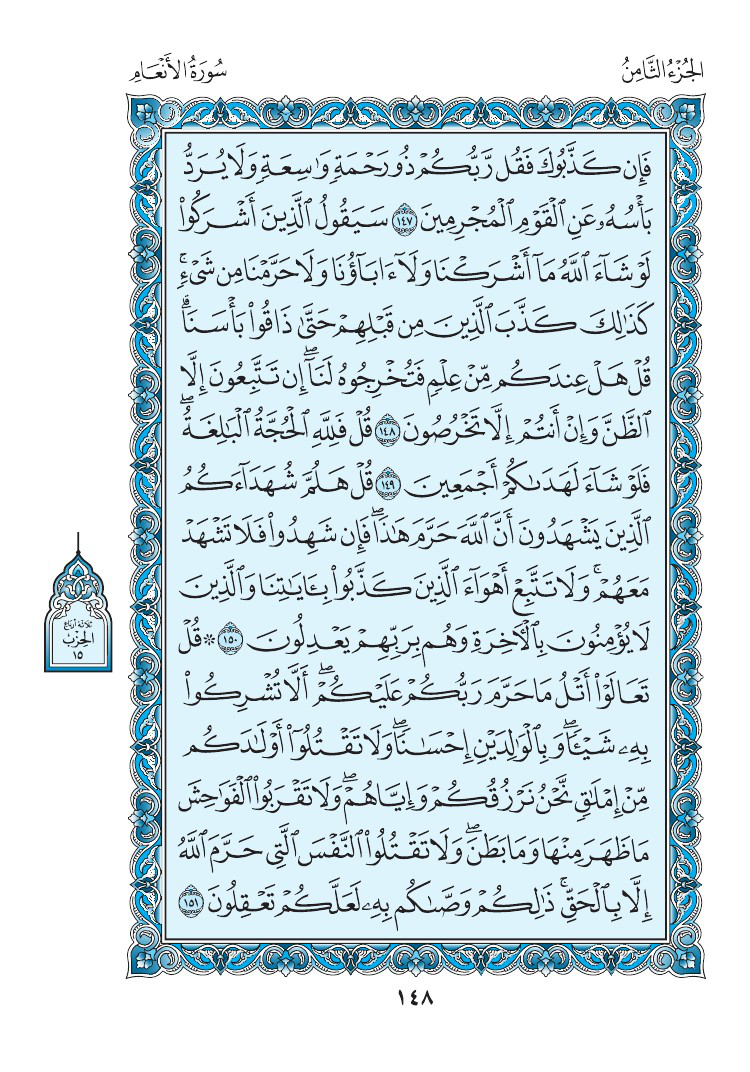 الجُزْءُ الثَّامِنُ
سُورَةُ الأَنْعَامِ
فَإِن كَذَّبُوكَ فَقُل رَّبُّكُمْ ذُو رَحْمَةٍ وَٰسِعَةٍ وَلَا يُرَدُّ
بَأْسُهُۥ عَنِ ٱلْقَوْمِ ٱلْمُجْرِمِينَ ١٤٧ سَيَقُولُ ٱلَّذِينَ أَشْرَكُوا۟
لَوْ شَآءَ ٱللَّهُ مَآ أَشْرَكْنَا وَلَآ ءَابَآؤُنَا وَلَا حَرَّمْنَا مِن شَىْءٍ ۚ
كَذَٰلِكَ كَذَّبَ ٱلَّذِينَ مِن قَبْلِهِمْ حَتَّىٰ ذَاقُوا۟ بَأْسَنَا ۗ
قُلْ هَلْ عِندَكُم مِّنْ عِلْمٍ فَتُخْرِجُوهُ لَنَآ ۖ إِن تَتَّبِعُونَ إِلَّا
ٱلظَّنَّ وَإِنْ أَنتُمْ إِلَّا تَخْرُصُونَ ١٤٨ قُلْ فَلِلَّهِ ٱلْحُجَّةُ ٱلْبَٰلِغَةُ ۖ
فَلَوْ شَآءَ لَهَدَىٰكُمْ أَجْمَعِينَ ١٤٩ قُلْ هَلُمَّ شُهَدَآءَكُمُ
ٱلَّذِينَ يَشْهَدُونَ أَنَّ ٱللَّهَ حَرَّمَ هَٰذَا ۖ فَإِن شَهِدُوا۟ فَلَا تَشْهَدْ
مَعَهُمْ ۚ وَلَا تَتَّبِعْ أَهْوَآءَ ٱلَّذِينَ كَذَّبُوا۟ بِـَٔايَٰتِنَا وَٱلَّذِينَ
لَا يُؤْمِنُونَ بِٱلْـَٔاخِرَةِ وَهُم بِرَبِّهِمْ يَعْدِلُونَ ١٥٠ ۞ قُلْ
تَعَالَوْا۟ أَتْلُ مَا حَرَّمَ رَبُّكُمْ عَلَيْكُمْ ۖ أَلَّا تُشْرِكُوا۟
بِهِۦ شَيْـًٔا ۖ وَبِٱلْوَٰلِدَيْنِ إِحْسَٰنًا ۖ وَلَا تَقْتُلُوٓا۟ أَوْلَٰدَكُم
مِّنْ إِمْلَٰقٍ ۖ نَّحْنُ نَرْزُقُكُمْ وَإِيَّاهُمْ ۖ وَلَا تَقْرَبُوا۟ ٱلْفَوَٰحِشَ
مَا ظَهَرَ مِنْهَا وَمَا بَطَنَ ۖ وَلَا تَقْتُلُوا۟ ٱلنَّفْسَ ٱلَّتِى حَرَّمَ ٱللَّهُ
إِلَّا بِٱلْحَقِّ ۚ ذَٰلِكُمْ وَصَّىٰكُم بِهِۦ لَعَلَّكُمْ تَعْقِلُونَ ١٥١
ثلاثة أرباع
الحزب
١٥
١٤٨